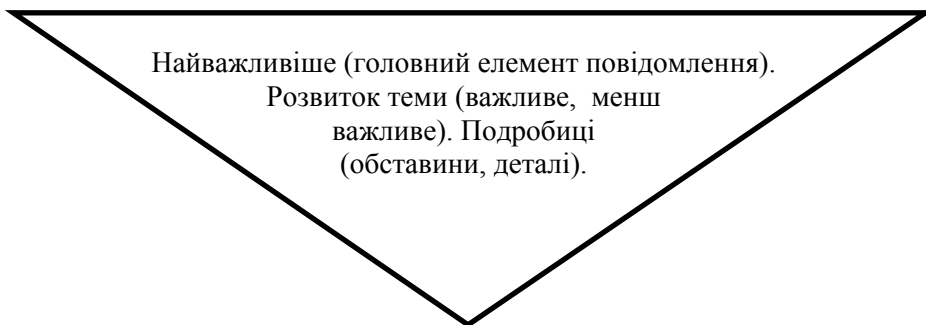 Найважливіше (головний елемент повідомлення).
Розвиток теми (важливе, менш
важливе). Подробиці
(обставини, деталі).